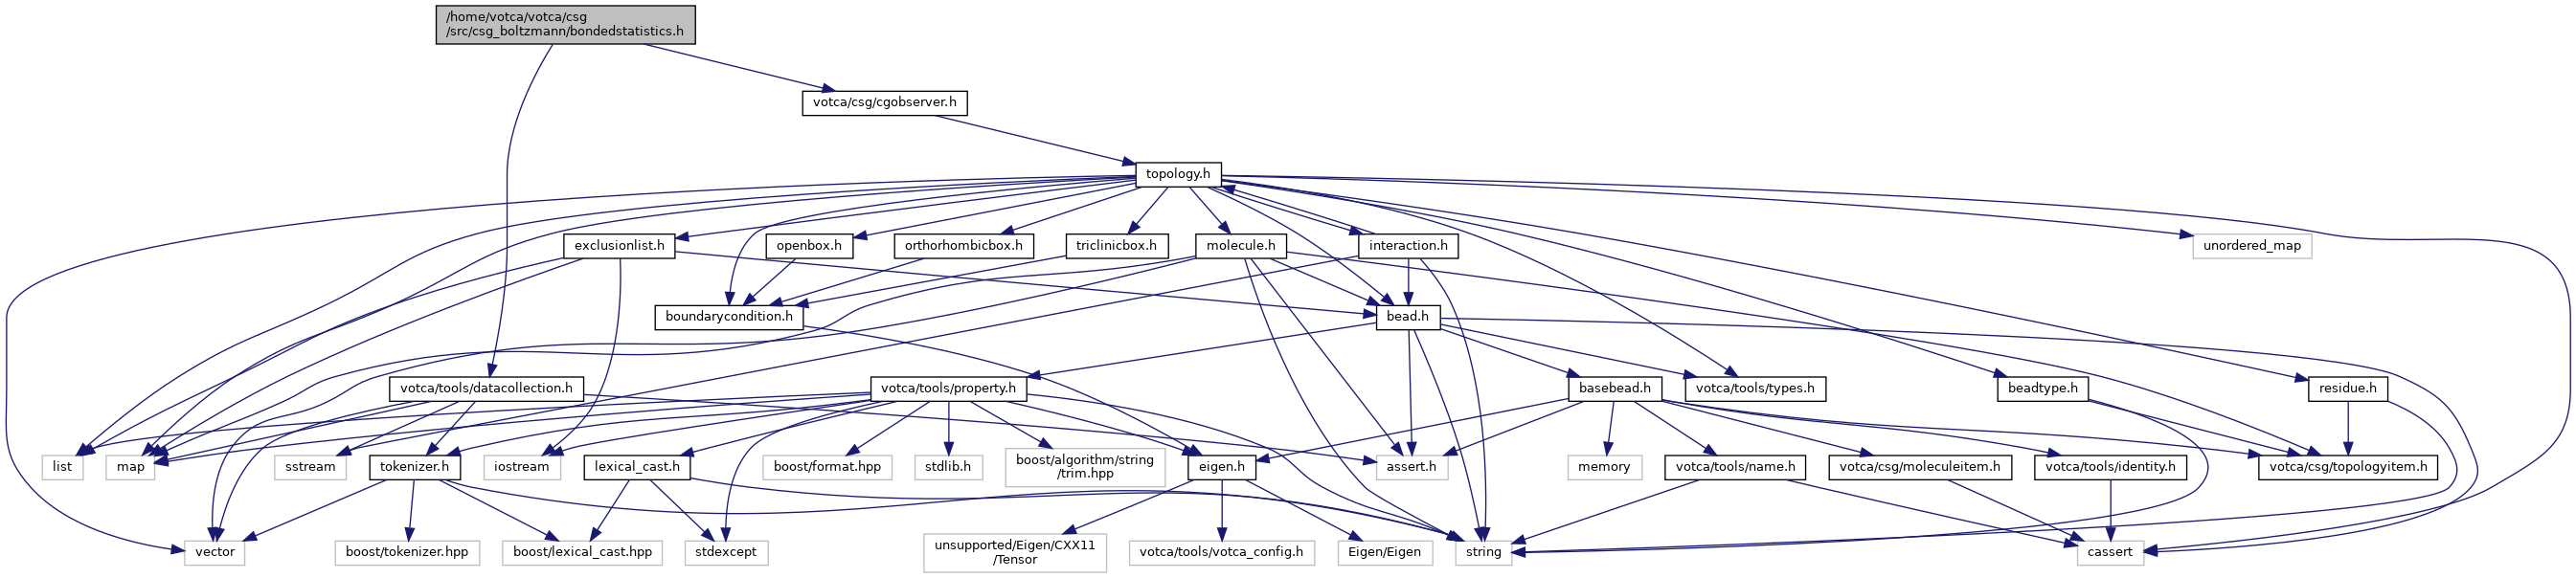 /home/votca/votca/csg
/src/csg_boltzmann/bondedstatistics.h
votca/csg/cgobserver.h
topology.h
exclusionlist.h
openbox.h
orthorhombicbox.h
triclinicbox.h
molecule.h
interaction.h
unordered_map
boundarycondition.h
bead.h
votca/tools/datacollection.h
votca/tools/property.h
basebead.h
votca/tools/types.h
beadtype.h
residue.h
list
map
sstream
tokenizer.h
iostream
lexical_cast.h
boost/format.hpp
stdlib.h
boost/algorithm/string
/trim.hpp
eigen.h
assert.h
memory
votca/tools/name.h
votca/csg/moleculeitem.h
votca/tools/identity.h
votca/csg/topologyitem.h
vector
boost/tokenizer.hpp
boost/lexical_cast.hpp
stdexcept
unsupported/Eigen/CXX11
/Tensor
votca/tools/votca_config.h
Eigen/Eigen
string
cassert